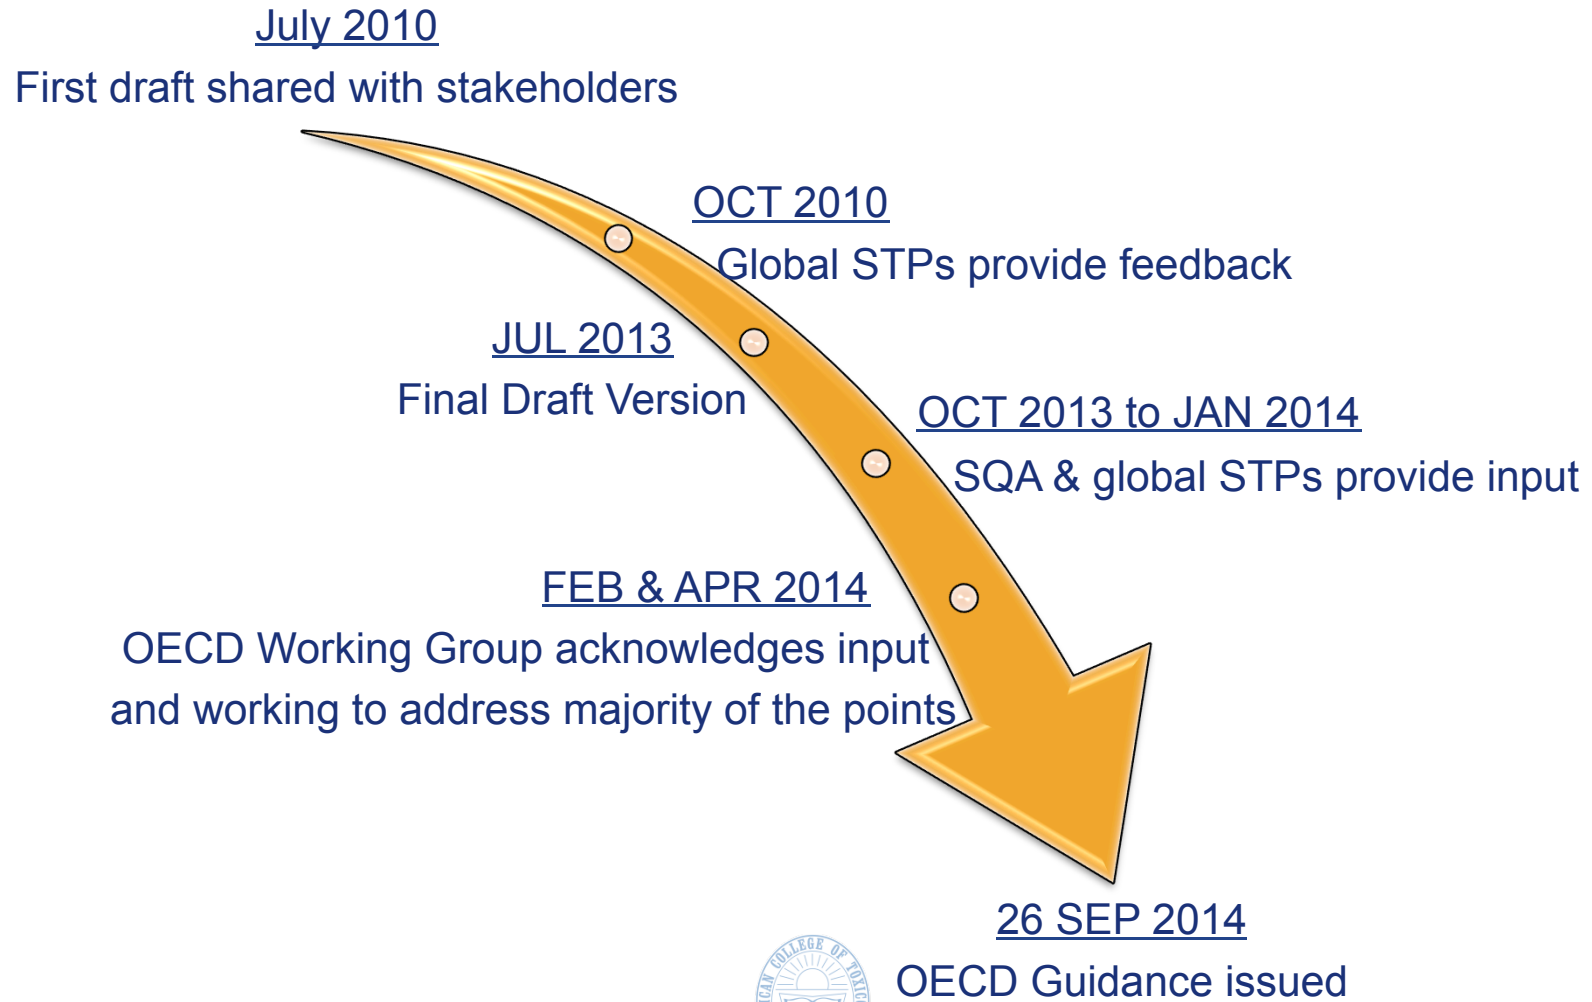 July 2010
First draft shared with stakeholders
OCT 2010
Global STPs provide feedback
JUL 2013
Final Draft Version
OCT 2013 to JAN 2014
SQA & global STPs provide input
FEB & APR 2014
OECD Working Group acknowledges input
and working to address majority of the points
26 SEP 2014
OECD Guidance issued
COLLEGE OF